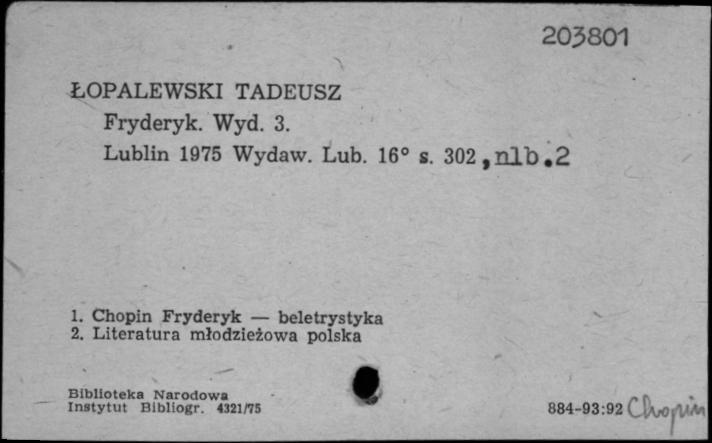 203801
ŁOPALEWSKI TADEUSZ
Fryderyk. Wyd. 3.
Lublin 1975 Wydaw. Lub. 16° s. 302, nlb.2
1. Chopin Fryderyk — beletrystyka
2. Literatura młodzieżowa polska
Biblioteka Narodowa
Instytut Bibliogr. 4321/75
884-93:92 Chopin